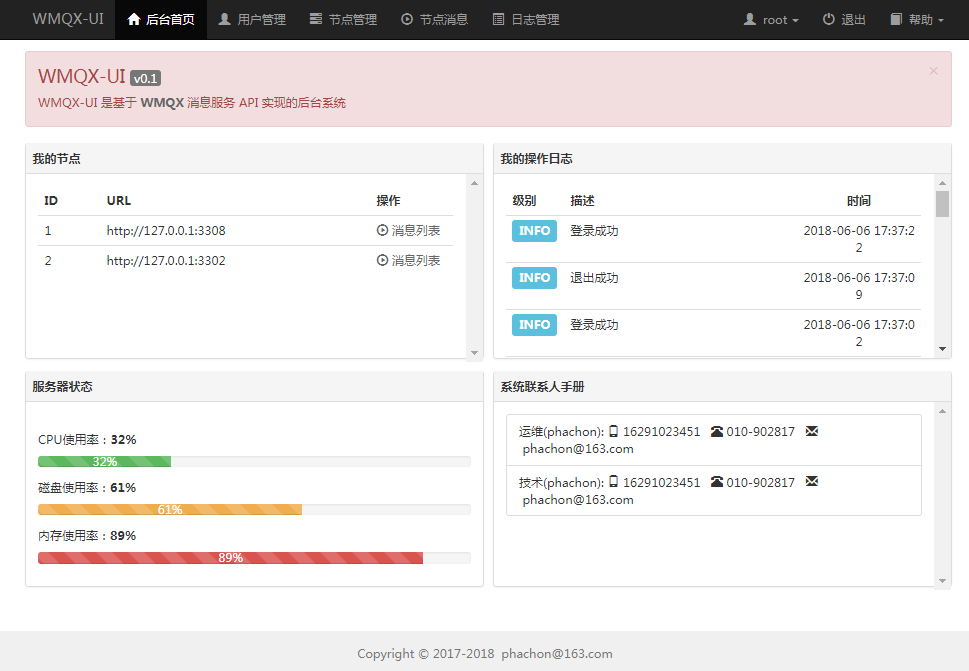 WMQX-UI 后台首页 用户管理 节点管理 节点消息 日志管理 root 退出 帮助
WMQX-UI v0.1
×
WMQX-UI 是基于 WMQX 消息服务 API 实现的后台系统
我的节点
ID URL 操作
1 http://127.0.0.1:3308 消息列表
2 http://127.0.0.1:3302 消息列表
我的操作日志
级别 描述 时间
INFO 登录成功 2018-06-06 17:37:2
2
INFO 退出成功 2018-06-06 17:37:0
9
INFO 登录成功 2018-06-06 17:37:0
2
服务器状态
CPU使用率：32%
32%
磁盘使用率：61%
61%
内存使用率：89%
89%
系统联系人手册
运维(phachon): 16291023451 010-902817
phachon@163.com
技术(phachon): 16291023451 010-902817
phachon@163.com
Copyright © 2017-2018 phachon@163.com